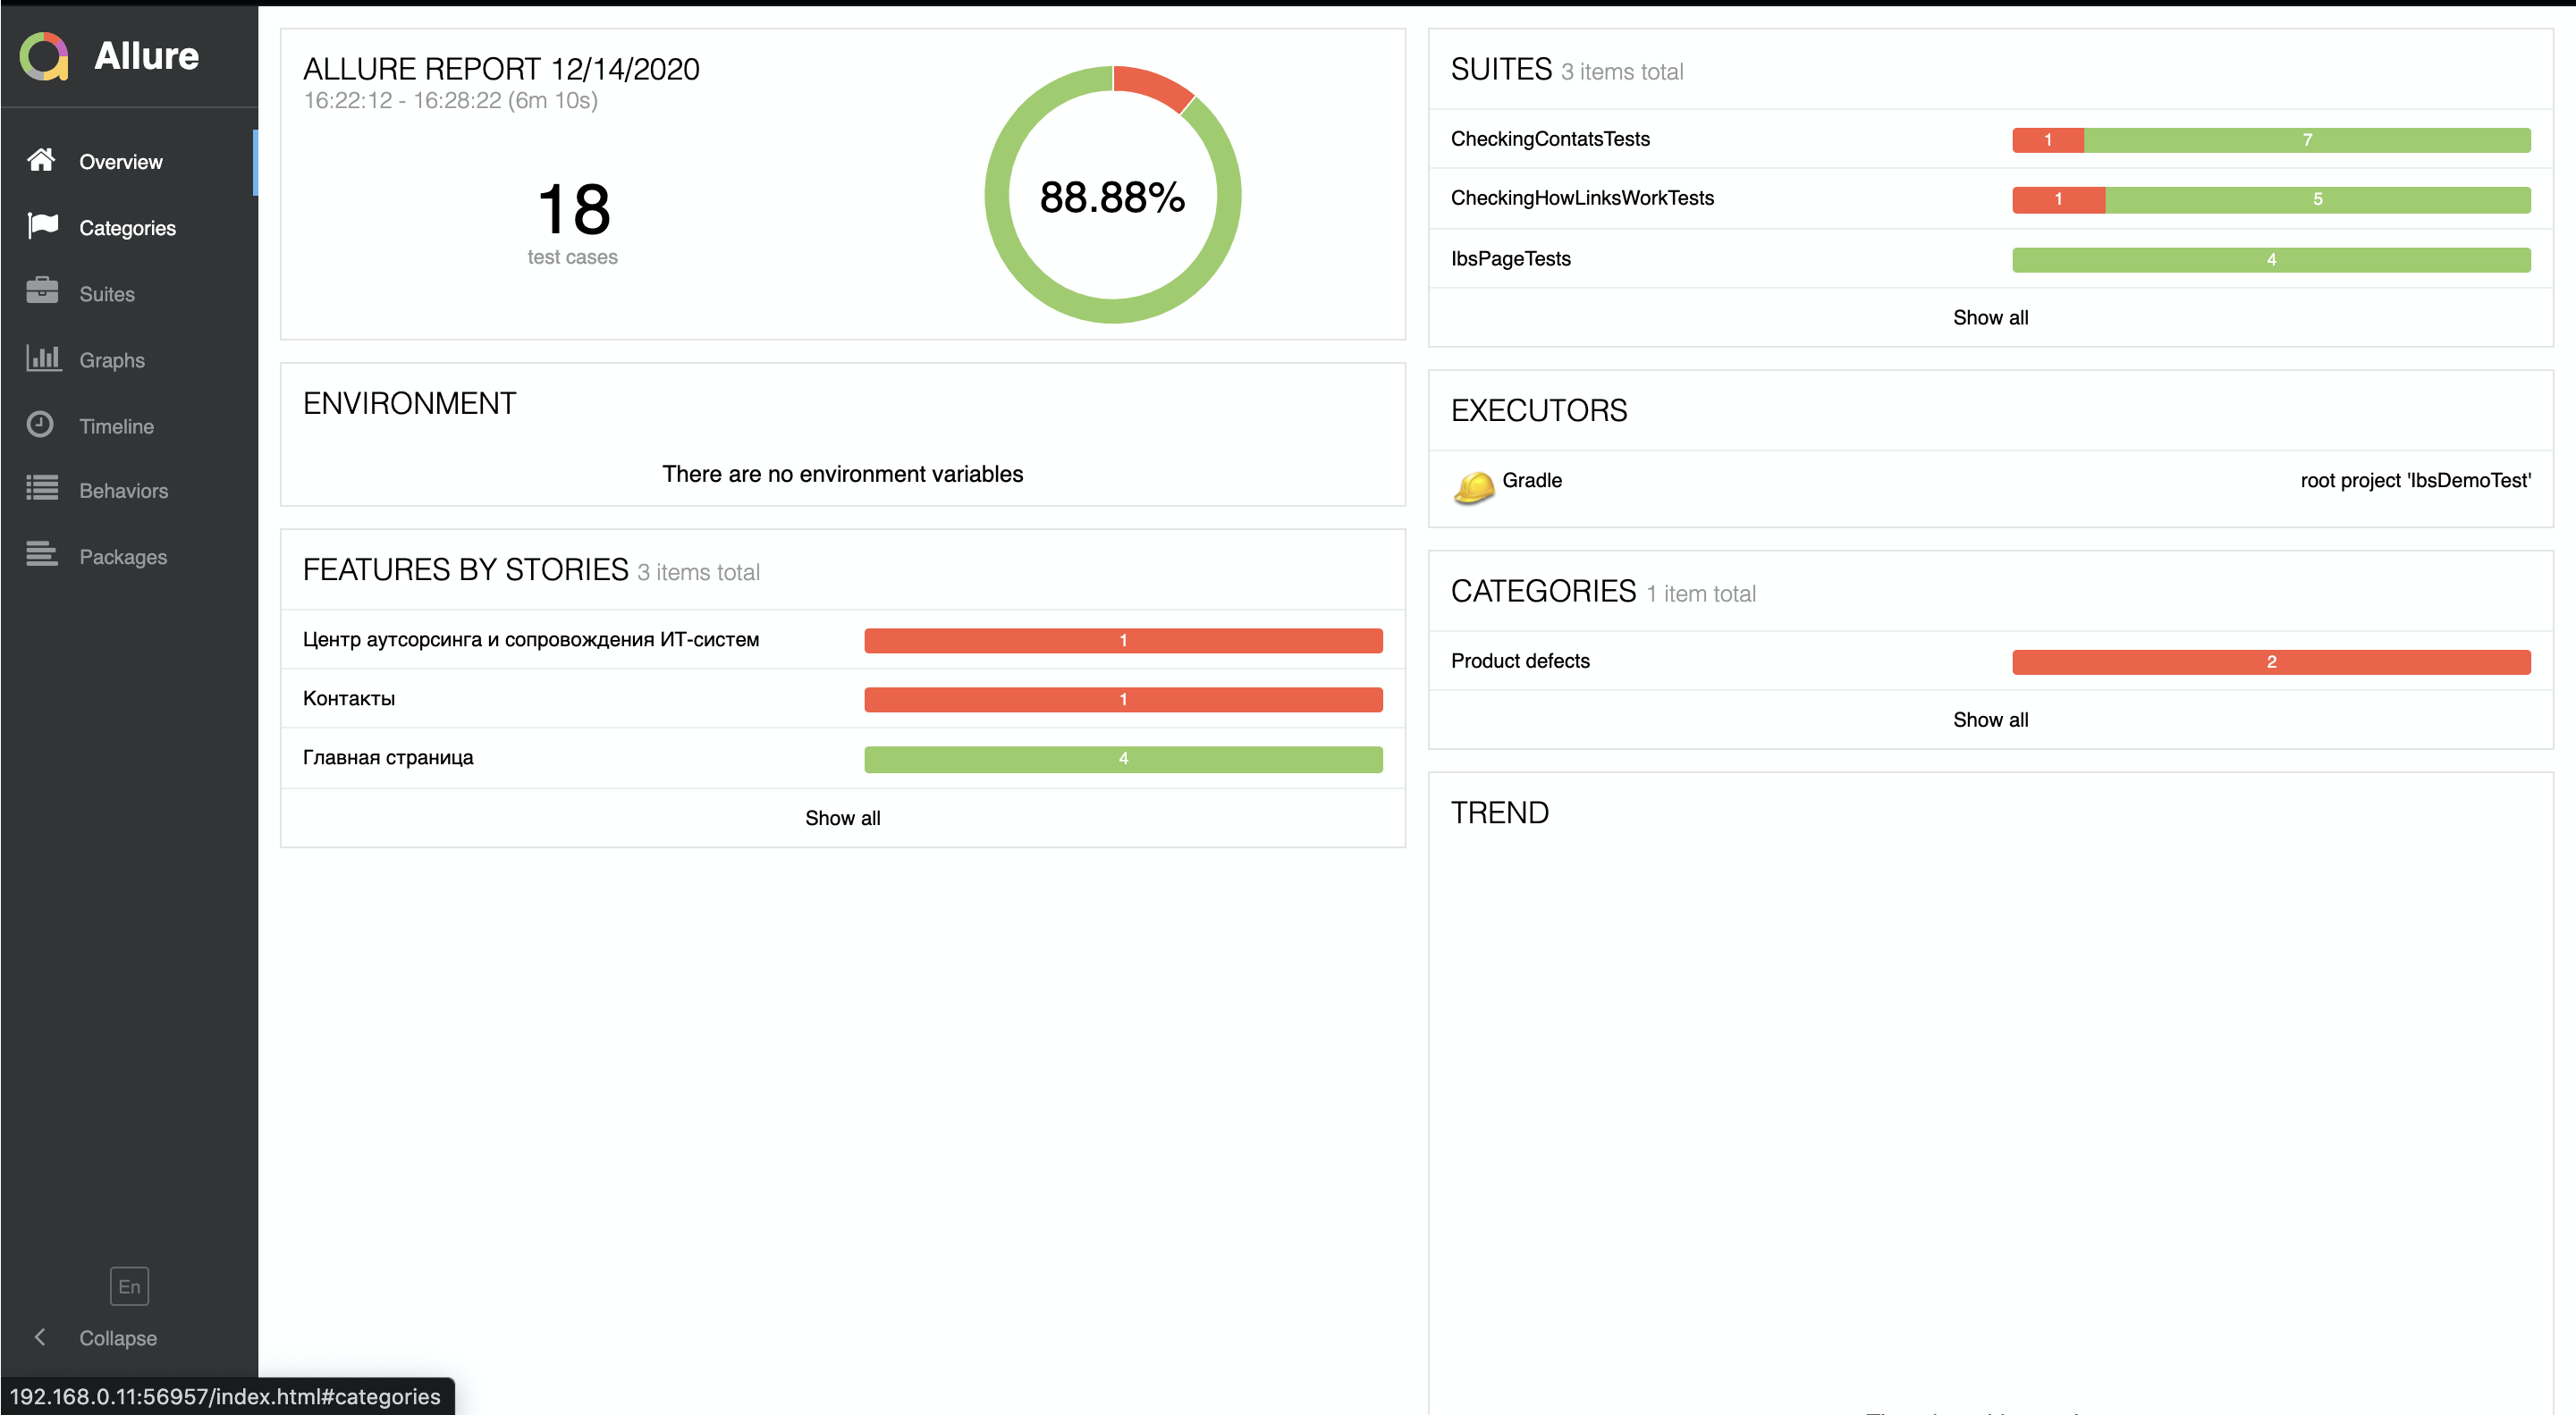 Allure
Overview
Categories
Suites
Graphs
Timeline
Behaviors
Packages
En
Collapse
192.168.0.11:56957/index.html#categories
ALLURE REPORT 12/14/2020
16:22:12 - 16:28:22 (6m 10s)
18
test cases
88.88%
ENVIRONMENT
There are no environment variables
FEATURES BY STORIES 3 items total
Центр аутсорсинга и сопровождения ИТ-систем 1
Контакты 1
Главная страница 4
Show all
SUITES 3 items total
CheckingContatsTests 1 7
CheckingHowLinksWorkTests 1 5
IbsPageTests 4
Show all
EXECUTORS
Gradle root project 'IbsDemoTest'
CATEGORIES 1 item total
Product defects 2
Show all
TREND